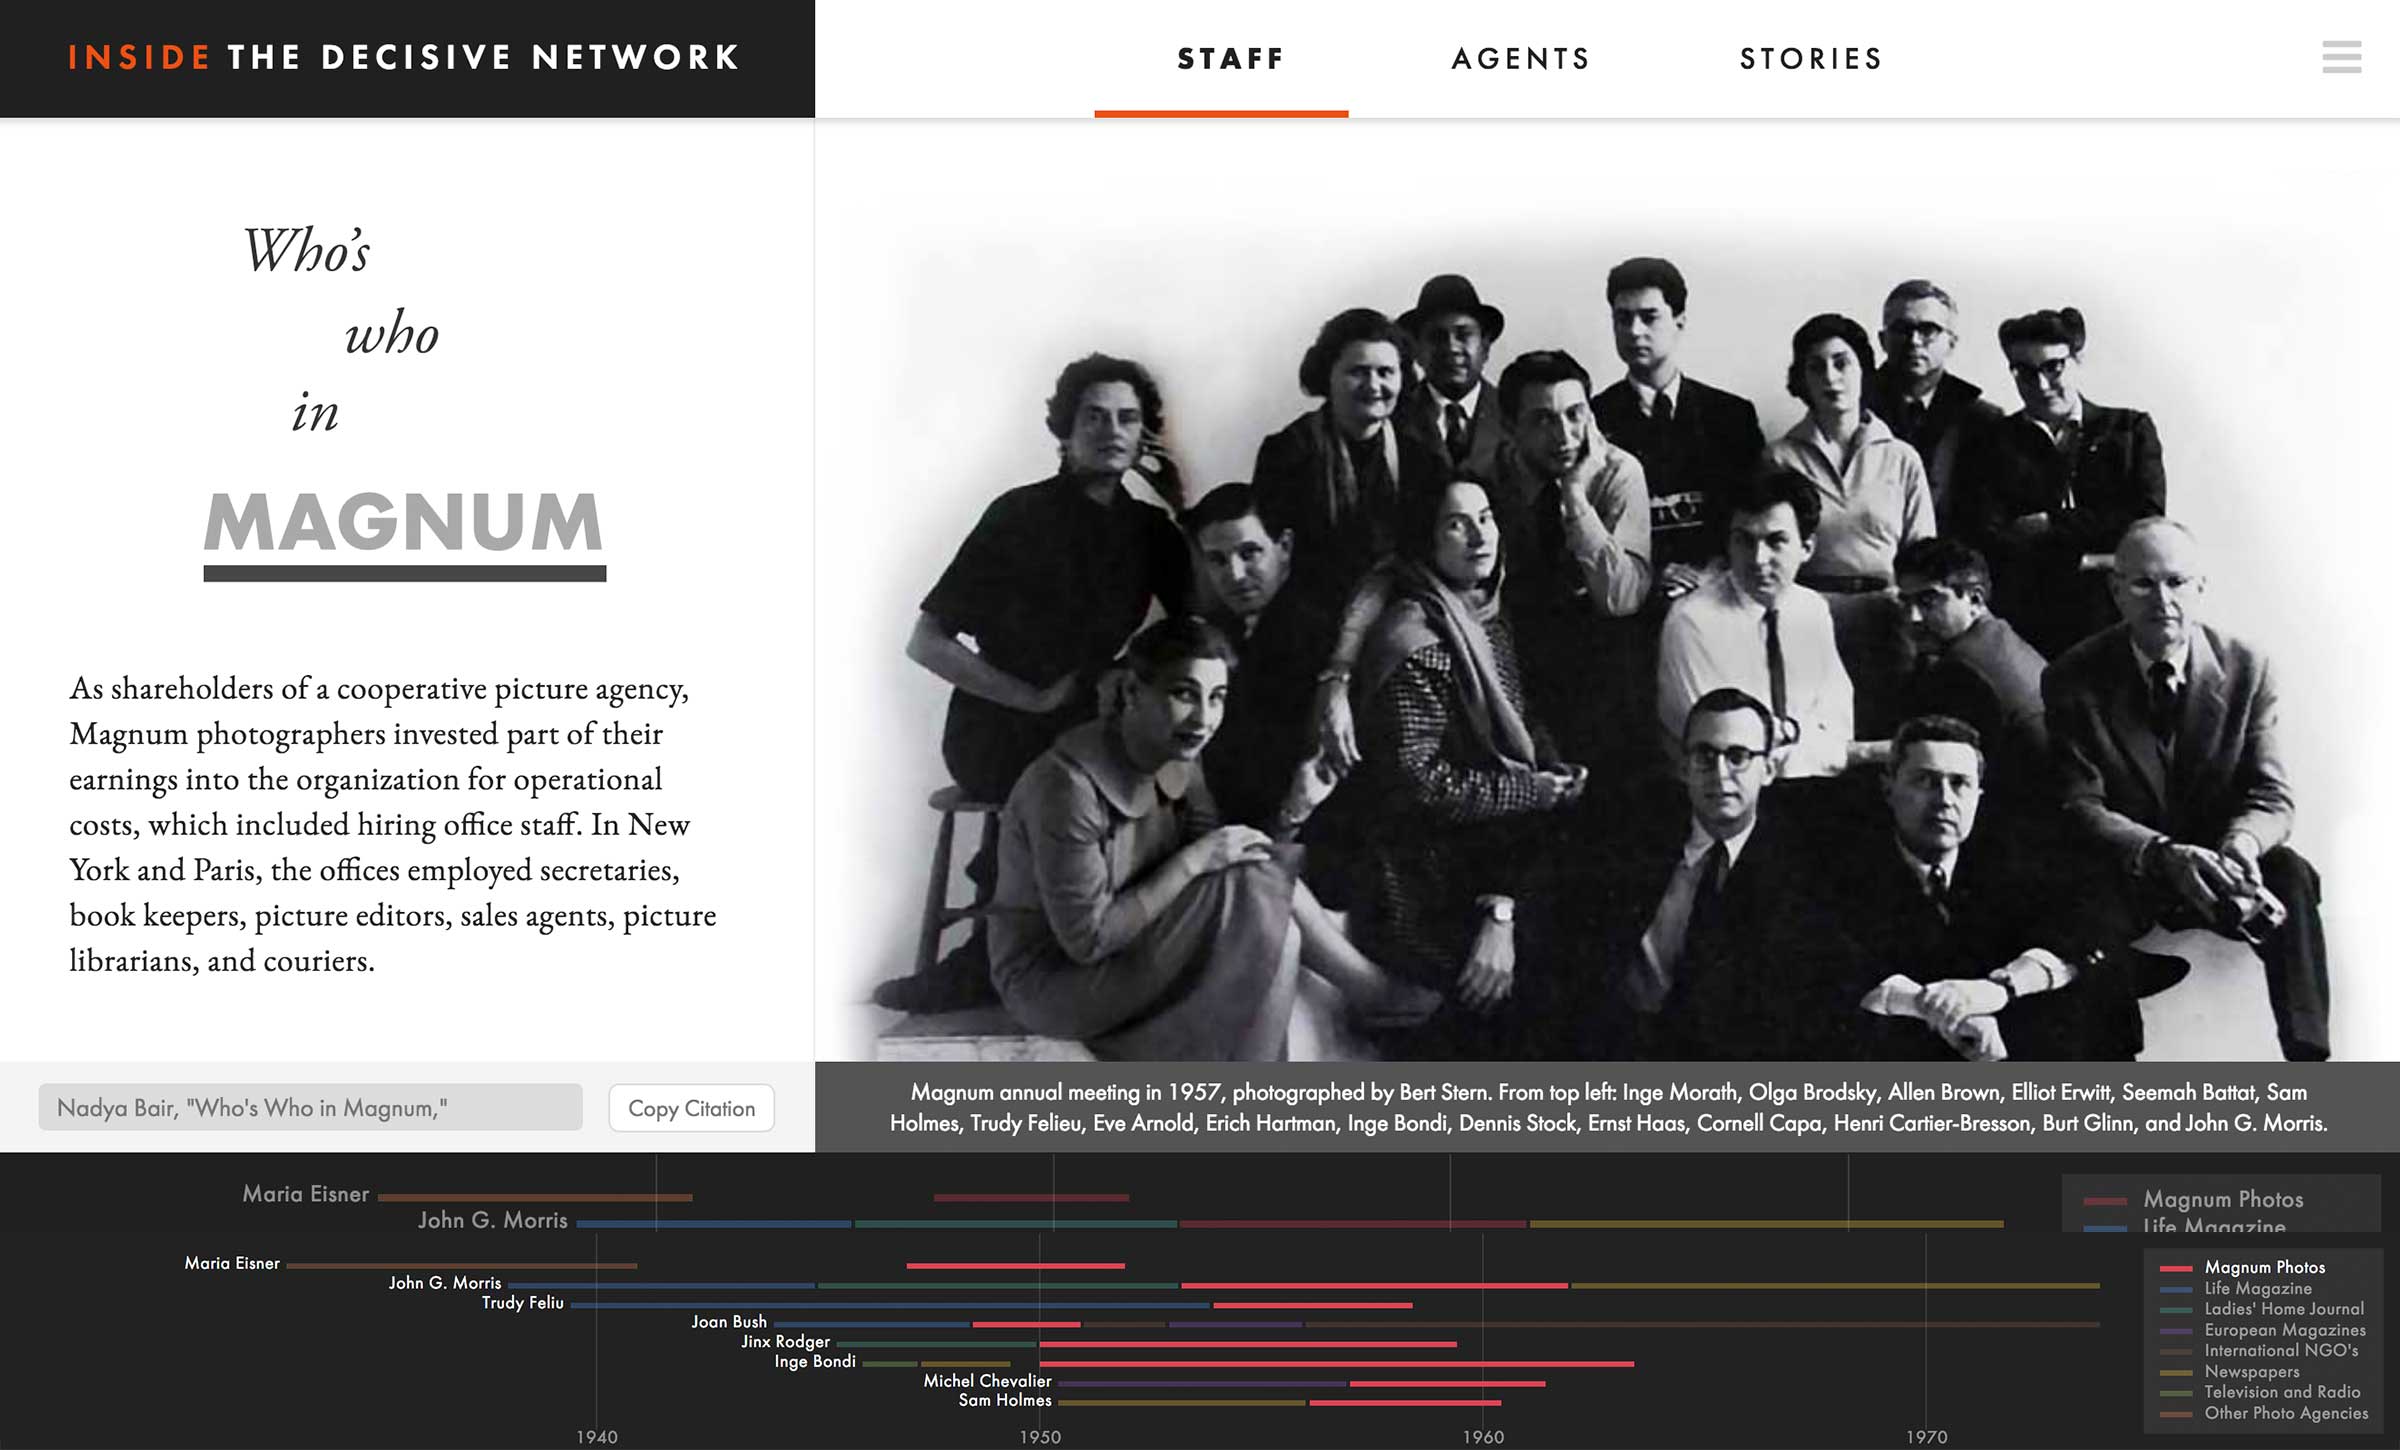 INSIDE THE DECISIVE NETWORK
STAFF
AGENTS
STORIES
Who’s
who
in
MAGNUM
As shareholders of a cooperative picture agency,
Magnum photographers invested part of their
earnings into the organization for operational
costs, which included hiring office staff. In New
York and Paris, the offices employed secretaries,
book keepers, picture editors, sales agents, picture
librarians, and couriers.
Nadya Bair, "Who's Who in Magnum,"
Copy Citation
Magnum annual meeting in 1957, photographed by Bert Stern. From top left: Inge Morath, Olga Brodsky, Allen Brown, Elliot Erwitt, Seemah Battat, Sam
Holmes, Trudy Felieu, Eve Arnold, Erich Hartman, Inge Bondi, Dennis Stock, Ernst Haas, Cornell Capa, Henri Cartier-Bresson, Burt Glinn, and John G. Morris.
Maria Eisner
John G. Morris
Magnum Photos
Life Magazine
Maria Eisner
John G. Morris
Trudy Feliu
Joan Bush
Jinx Rodger
Inge Bondi
Michel Chevalier
Sam Holmes
1940
1950
1960
1970
Magnum Photos
Life Magazine
Ladies' Home Journal
European Magazines
International NGO's
Newspapers
Television and Radio
Other Photo Agencies